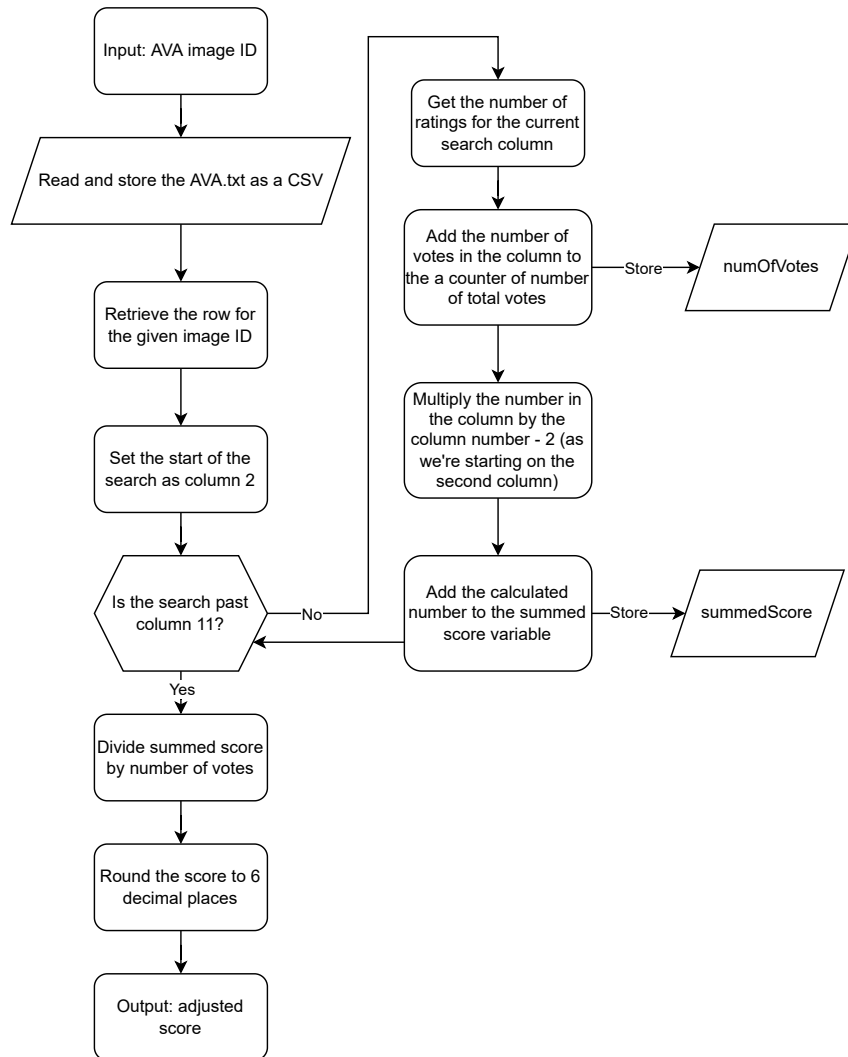 Input: AVA image ID
Read and store the AVA.txt as a CSV
Retrieve the row for
the given image ID
Set the start of the
search as column 2
Is the search past
column 11?
No
Yes
Divide summed score
by number of votes
Round the score to 6
decimal places
Output: adjusted
score
Get the number of
ratings for the current
search column
Add the number of
votes in the column to
the a counter of number
of total votes
Store
numOfVotes
Multiply the number in
the column by the
column number - 2 (as
we're starting on the
second column)
Add the calculated
number to the summed
score variable
Store
summedScore